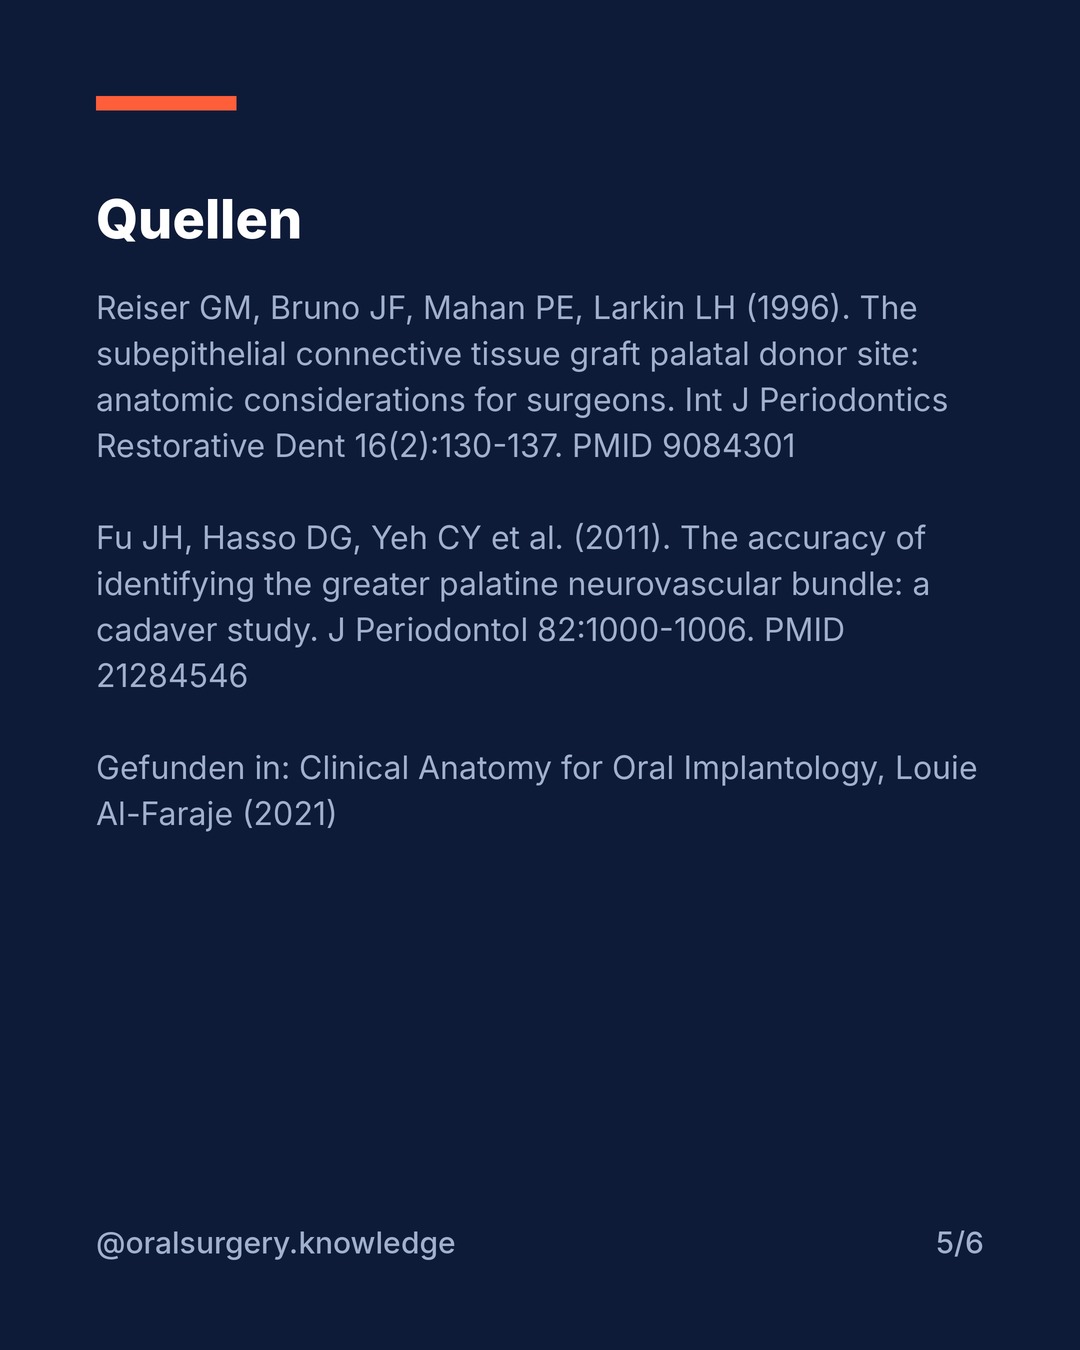 Quellen
Reiser GM, Bruno JF, Mahan PE, Larkin LH (1996). The
subepithelial connective tissue graft palatal donor site:
anatomic considerations for surgeons. Int J Periodontics
Restorative Dent 16(2):130-137. PMID 9084301
Fu JH, Hasso DG, Yeh CY et al. (2011). The accuracy of
identifying the greater palatine neurovascular bundle: a
cadaver study. J Periodontol 82:1000-1006. PMID
21284546
Gefunden in: Clinical Anatomy for Oral Implantology, Louie
Al-Faraje (2021)
@oralsurgery.knowledge
5/6